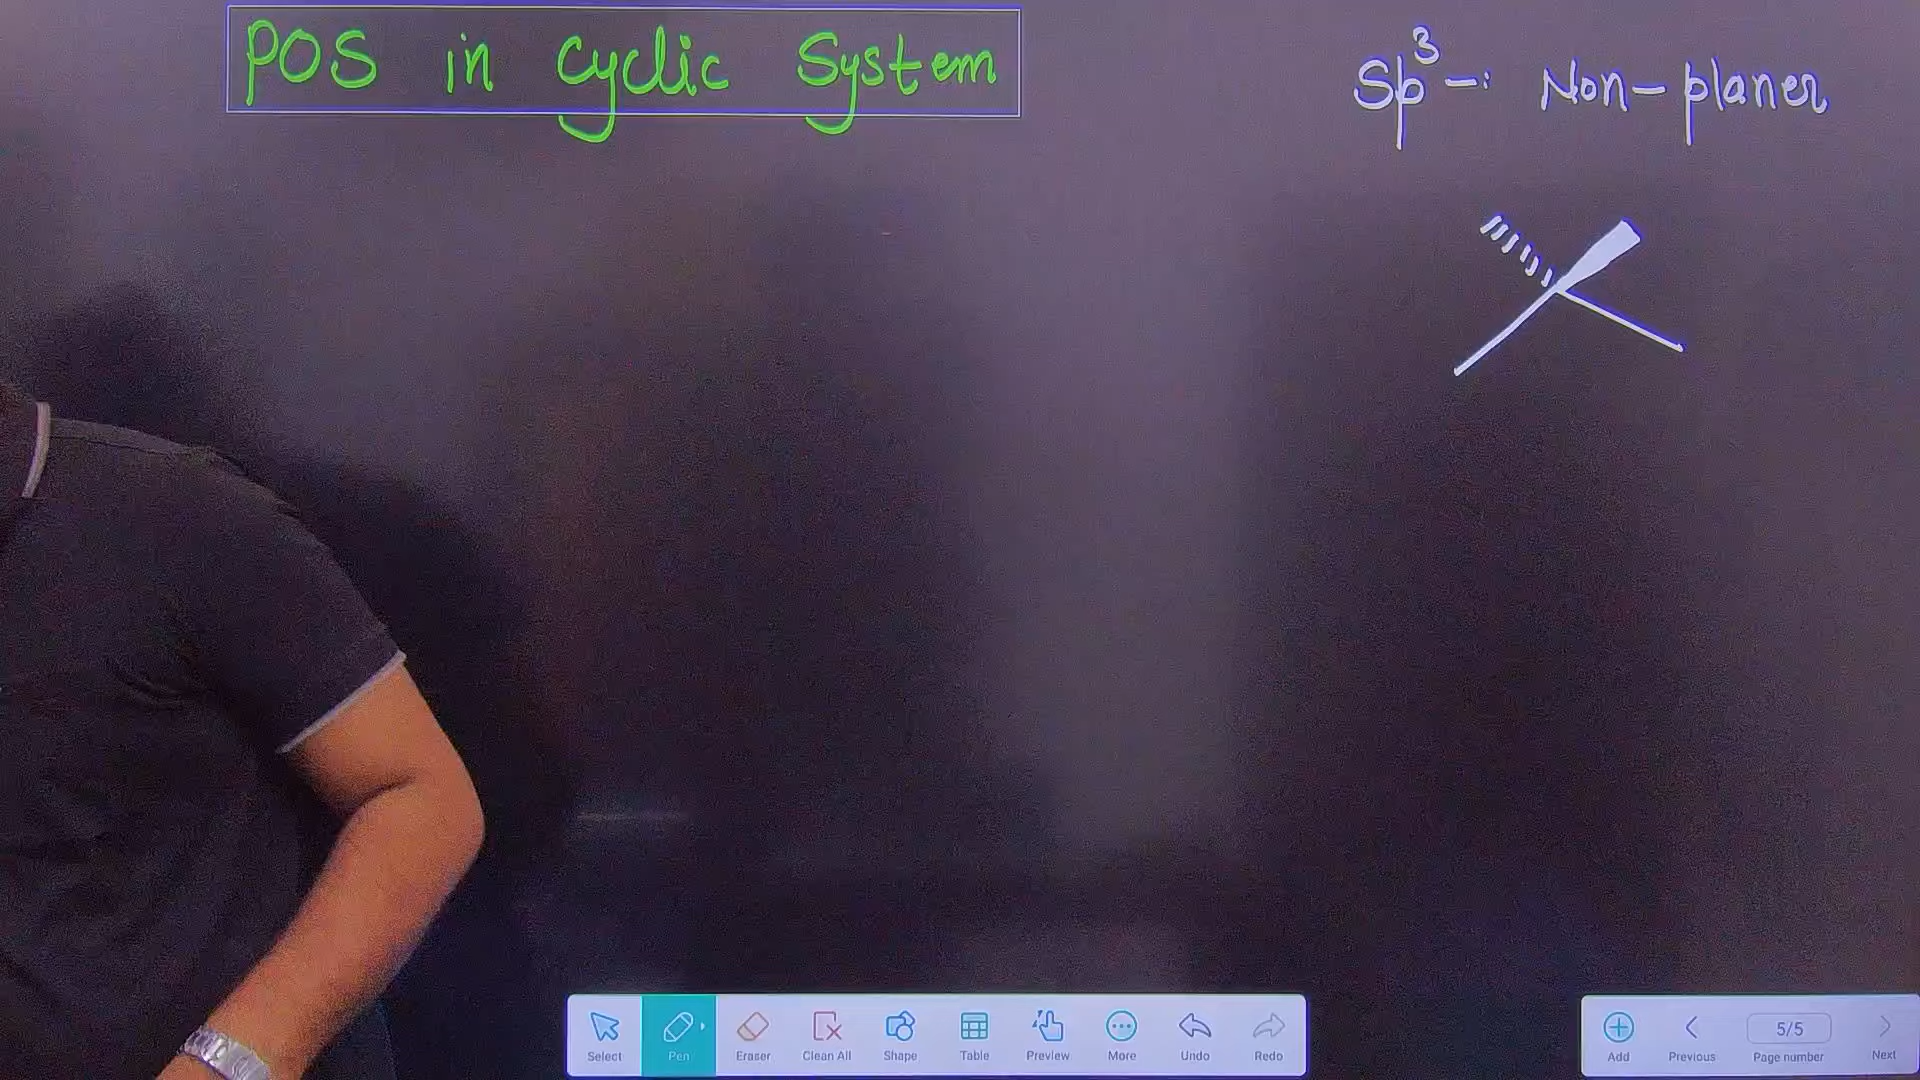 POS in Cyclic System
Sp³-: Non-planer
Select Pen Eraser Clean All Shape Table Preview More Undo Redo
5/5
Add Previous Page number Next